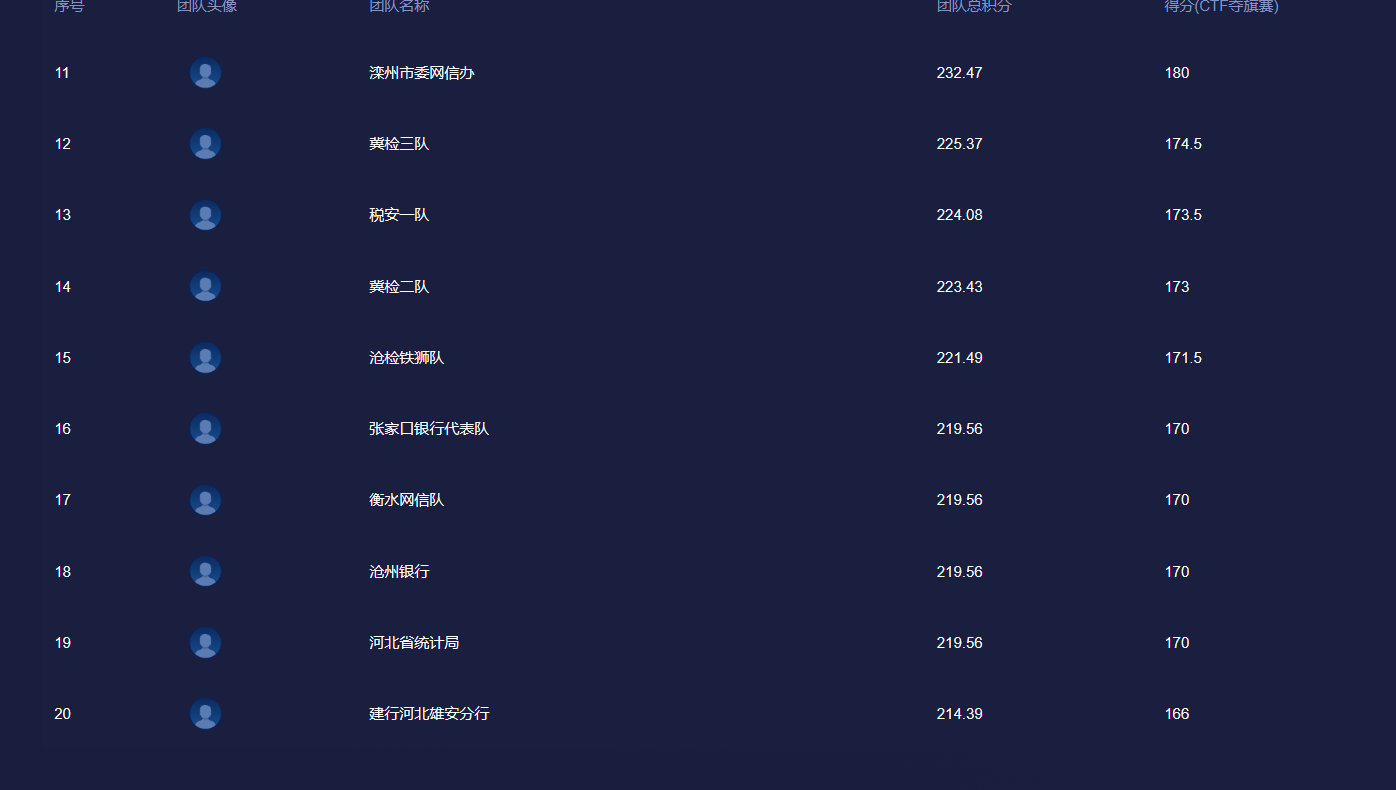 序号 团队头像 团队名称 团队总积分 得分(CTF夺旗赛)
11 滦州市委网信办 232.47 180
12 冀检三队 225.37 174.5
13 税安一队 224.08 173.5
14 冀检二队 223.43 173
15 沧检铁狮队 221.49 171.5
16 张家口银行代表队 219.56 170
17 衡水网信队 219.56 170
18 沧州银行 219.56 170
19 河北省统计局 219.56 170
20 建行河北雄安分行 214.39 166